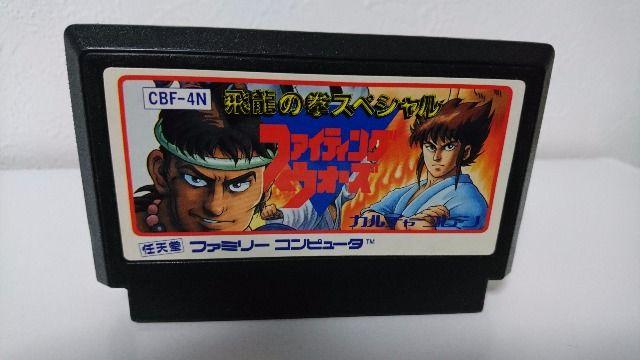 CBF-4N
飛龍の拳スペシャル
ファイティング
ウォーズ
カルチャーブレーン
任天堂 ファミリーコンピュータ™